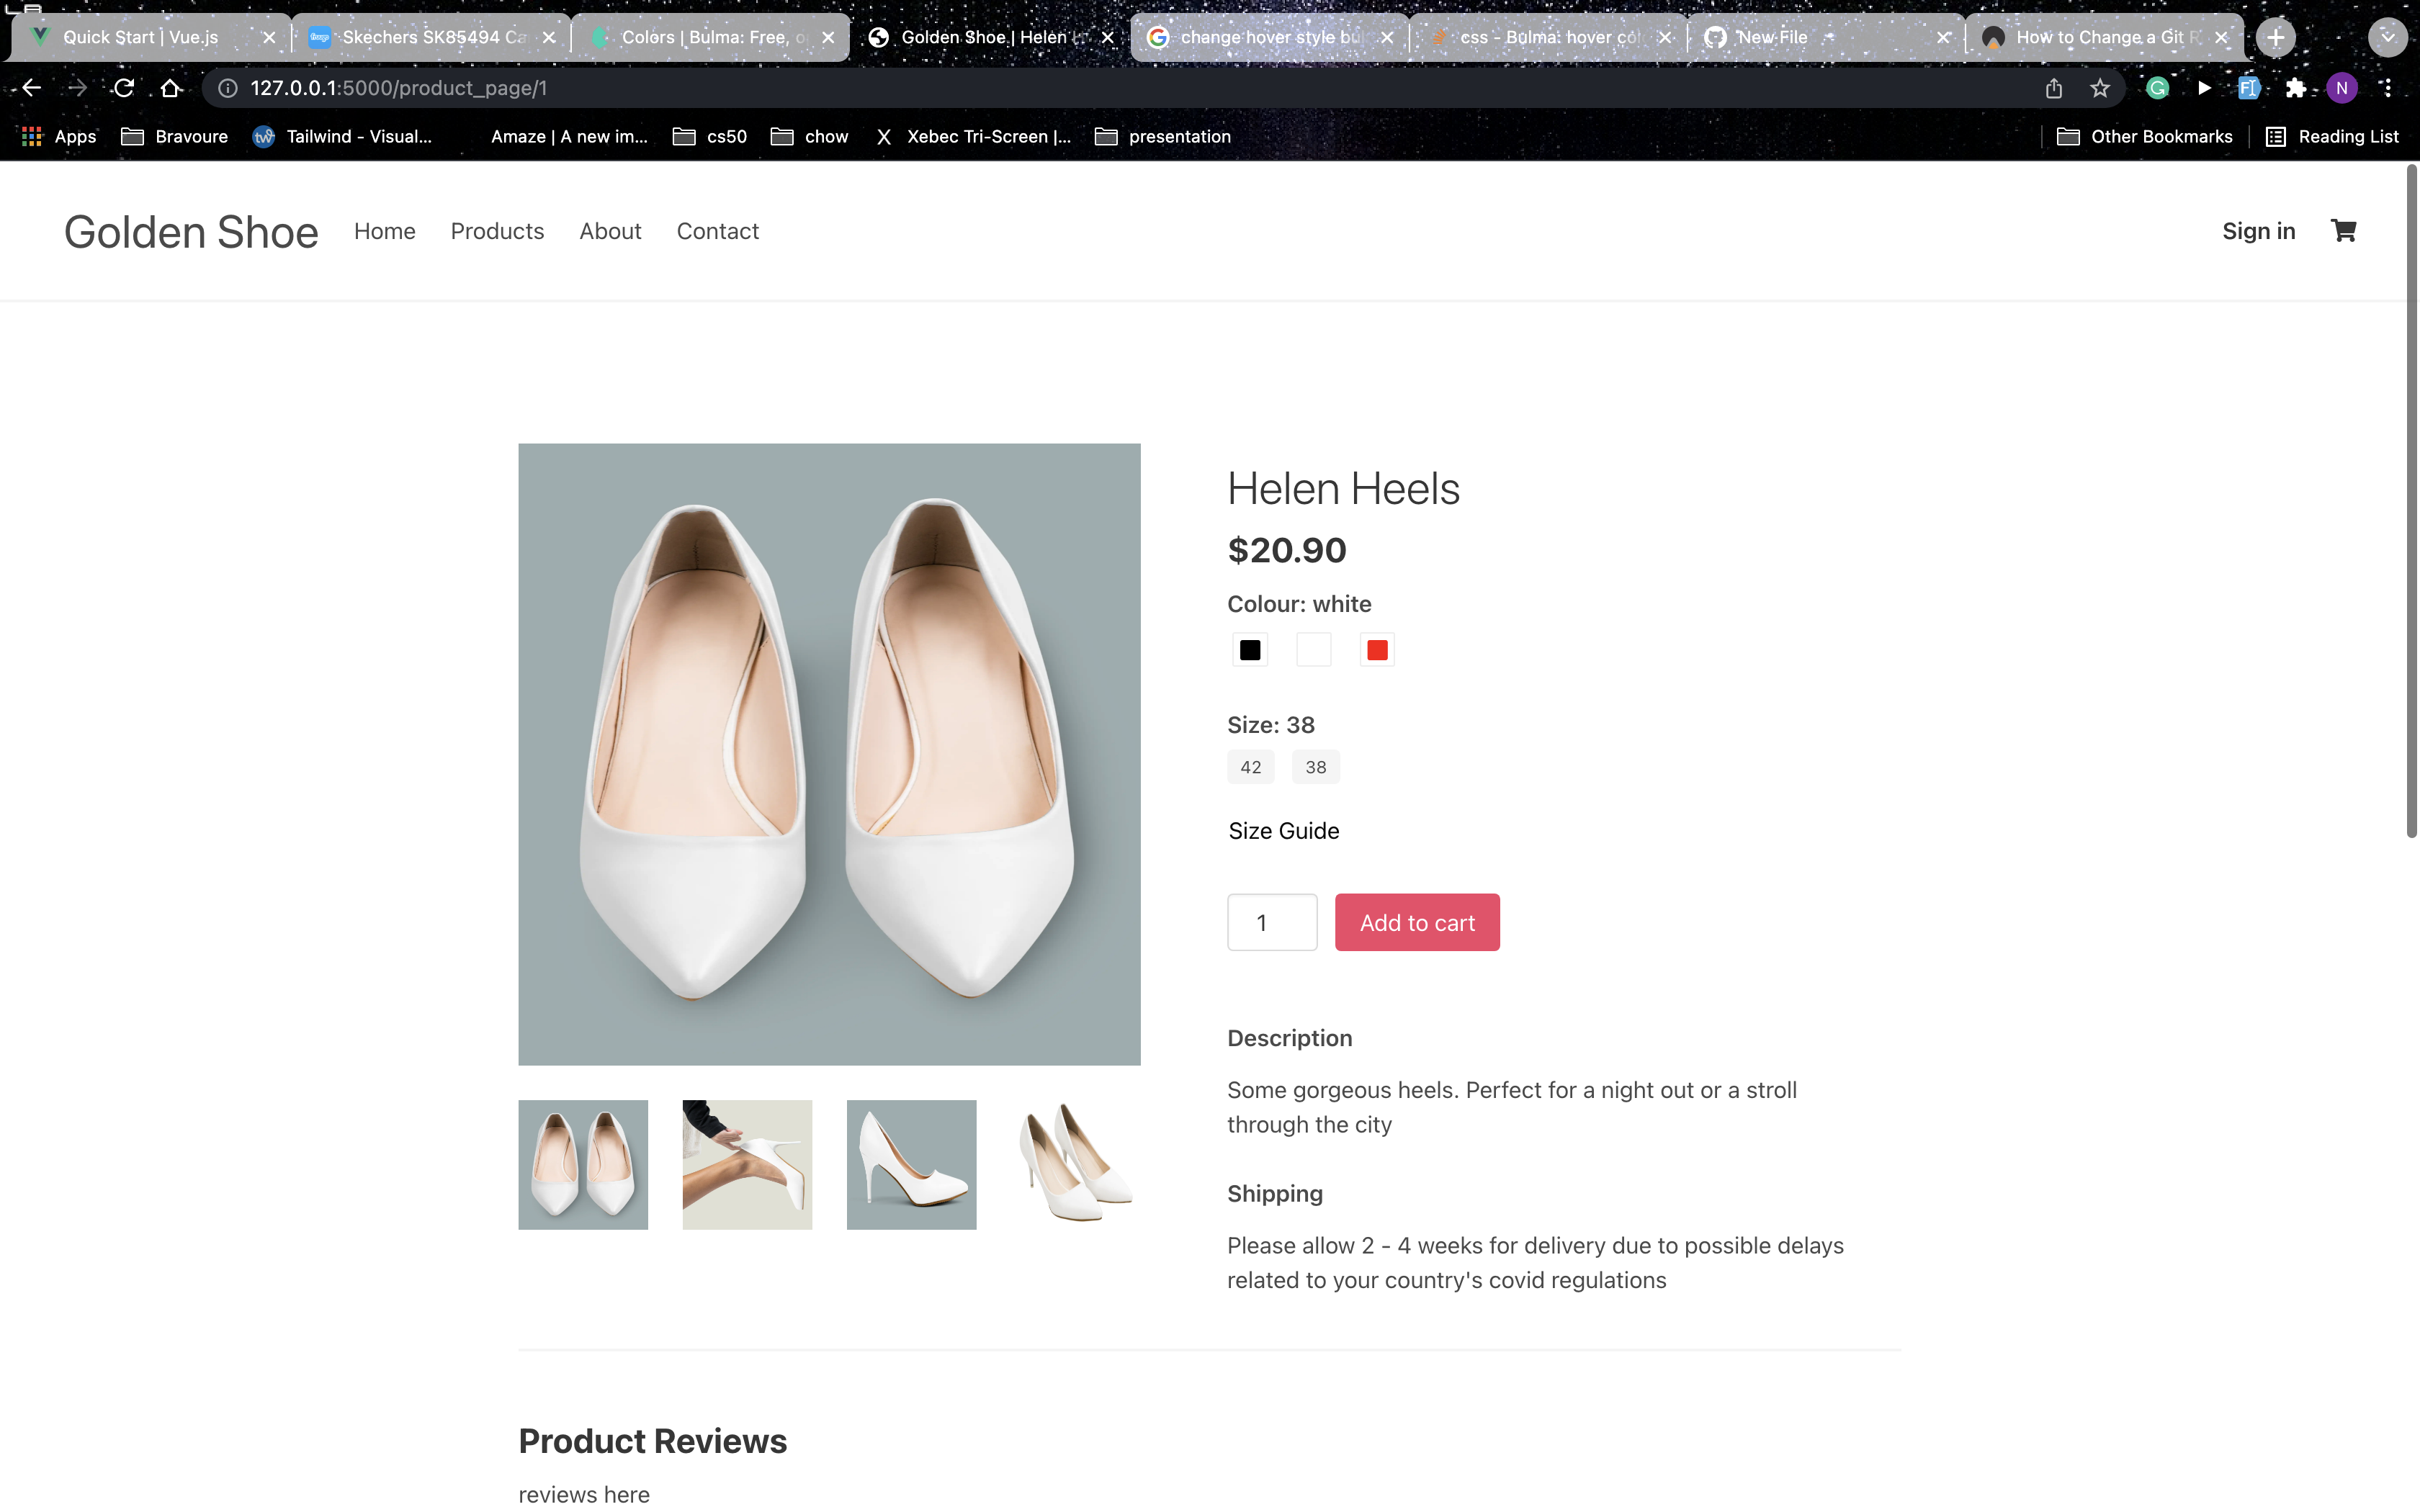 Quick Start | Vue.js
Skechers SK85494 Ca
Colors | Bulma: Free, o
Golden Shoe | Helen
change hover style bul
css - Bulma: hover col
New File
How to Change a Git R
127.0.0.1:5000/product_page/1
N
Apps
Bravoure
Tailwind - Visual...
Amaze | A new im...
cs50
chow
Xebec Tri-Screen |...
presentation
Other Bookmarks
Reading List
Golden Shoe
Home
Products
About
Contact
Sign in
Helen Heels
$20.90
Colour: white
Size: 38
42
38
Size Guide
1
Add to cart
Description
Some gorgeous heels. Perfect for a night out or a stroll
through the city
Shipping
Please allow 2 - 4 weeks for delivery due to possible delays
related to your country's covid regulations
Product Reviews
reviews here